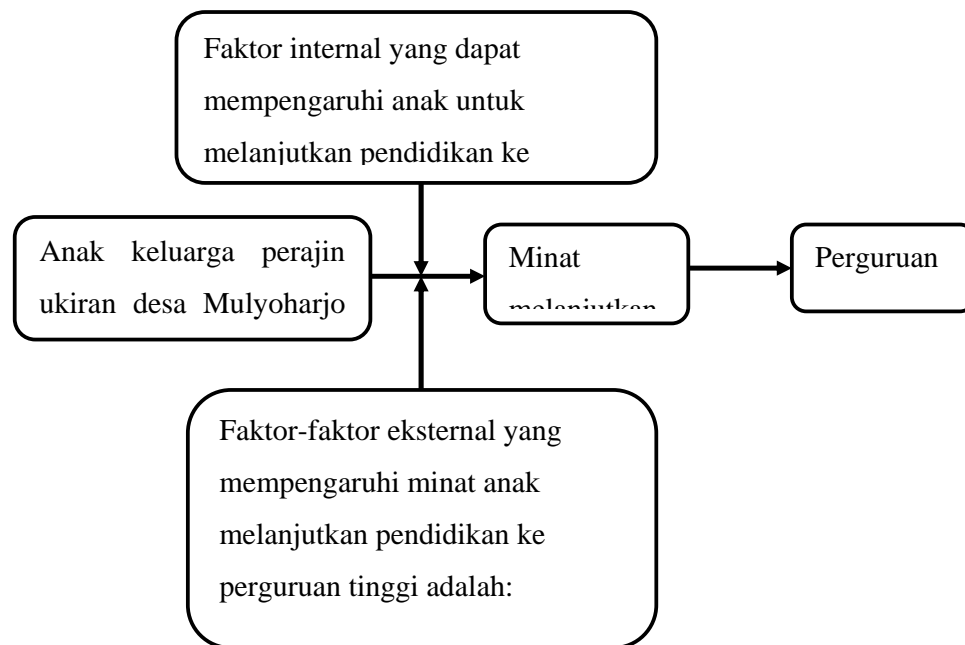 Faktor internal yang dapat
mempengaruhi anak untuk
melanjutkan pendidikan ke
Anak keluarga perajin
ukiran desa Mulyoharjo
Minat
melanjutkan
Perguruan
Faktor-faktor eksternal yang
mempengaruhi minat anak
melanjutkan pendidikan ke
perguruan tinggi adalah: